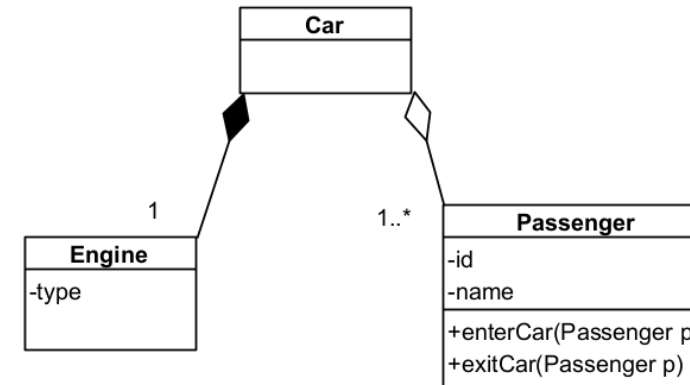 Car
1
1..*
Engine
-type
Passenger
-id
-name
+enterCar(Passenger p
+exitCar(Passenger p)